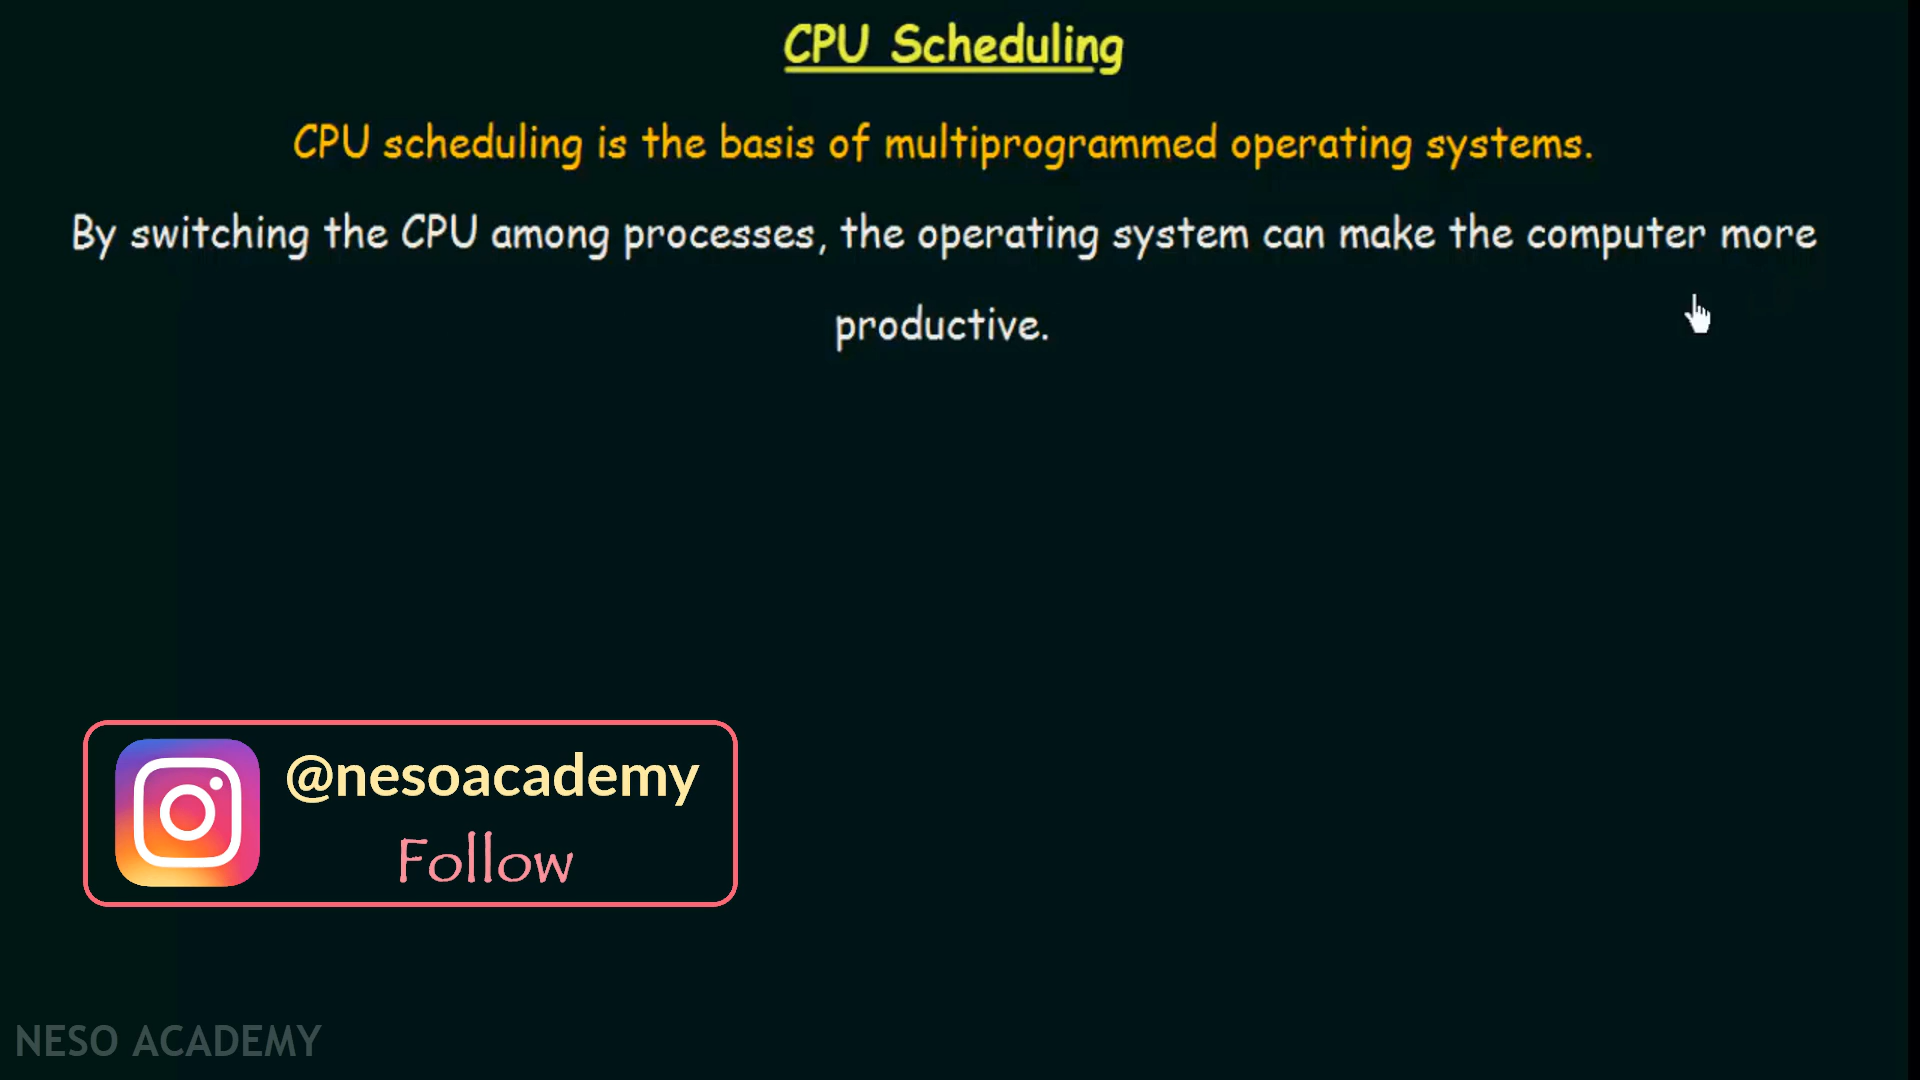 CPU Scheduling
CPU scheduling is the basis of multiprogrammed operating systems.
By switching the CPU among processes, the operating system can make the computer more
productive.
@nesoacademy
Follow
NESO ACADEMY